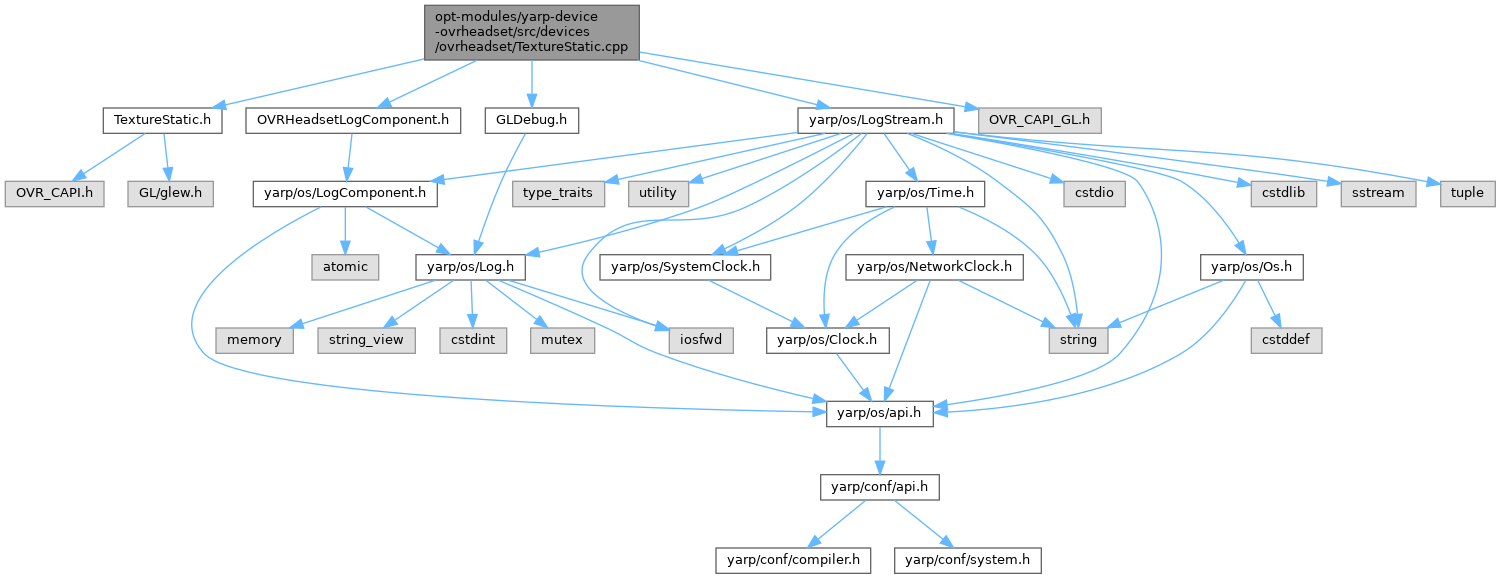 opt-modules/yarp-device
-ovrheadset/src/devices
/ovrheadset/TextureStatic.cpp
TextureStatic.h
OVRHeadsetLogComponent.h
GLDebug.h
yarp/os/LogStream.h
OVR_CAPI_GL.h
OVR_CAPI.h
GL/glew.h
yarp/os/LogComponent.h
type_traits
utility
yarp/os/Time.h
cstdio
cstdlib
sstream
tuple
atomic
yarp/os/Log.h
yarp/os/SystemClock.h
yarp/os/NetworkClock.h
yarp/os/Os.h
memory
string_view
cstdint
mutex
iosfwd
yarp/os/Clock.h
string
cstddef
yarp/os/api.h
yarp/conf/api.h
yarp/conf/compiler.h
yarp/conf/system.h